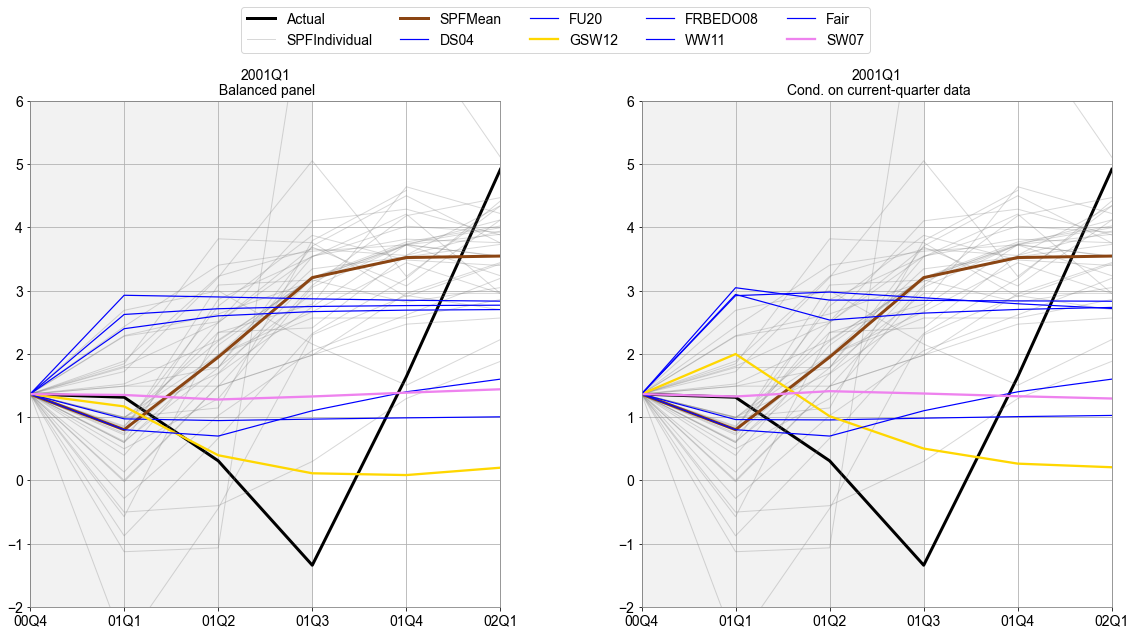 Actual SPFMean FU20 FRBEDO08 Fair
SPFIndividual DS04 GSW12 WW11 SW07
2001Q1
Balanced panel
6
5
4
3
2
1
0
−1
−2
00Q4 01Q1 01Q2 01Q3 01Q4 02Q1
2001Q1
Cond. on current-quarter data
6
5
4
3
2
1
0
−1
−2
00Q4 01Q1 01Q2 01Q3 01Q4 02Q1